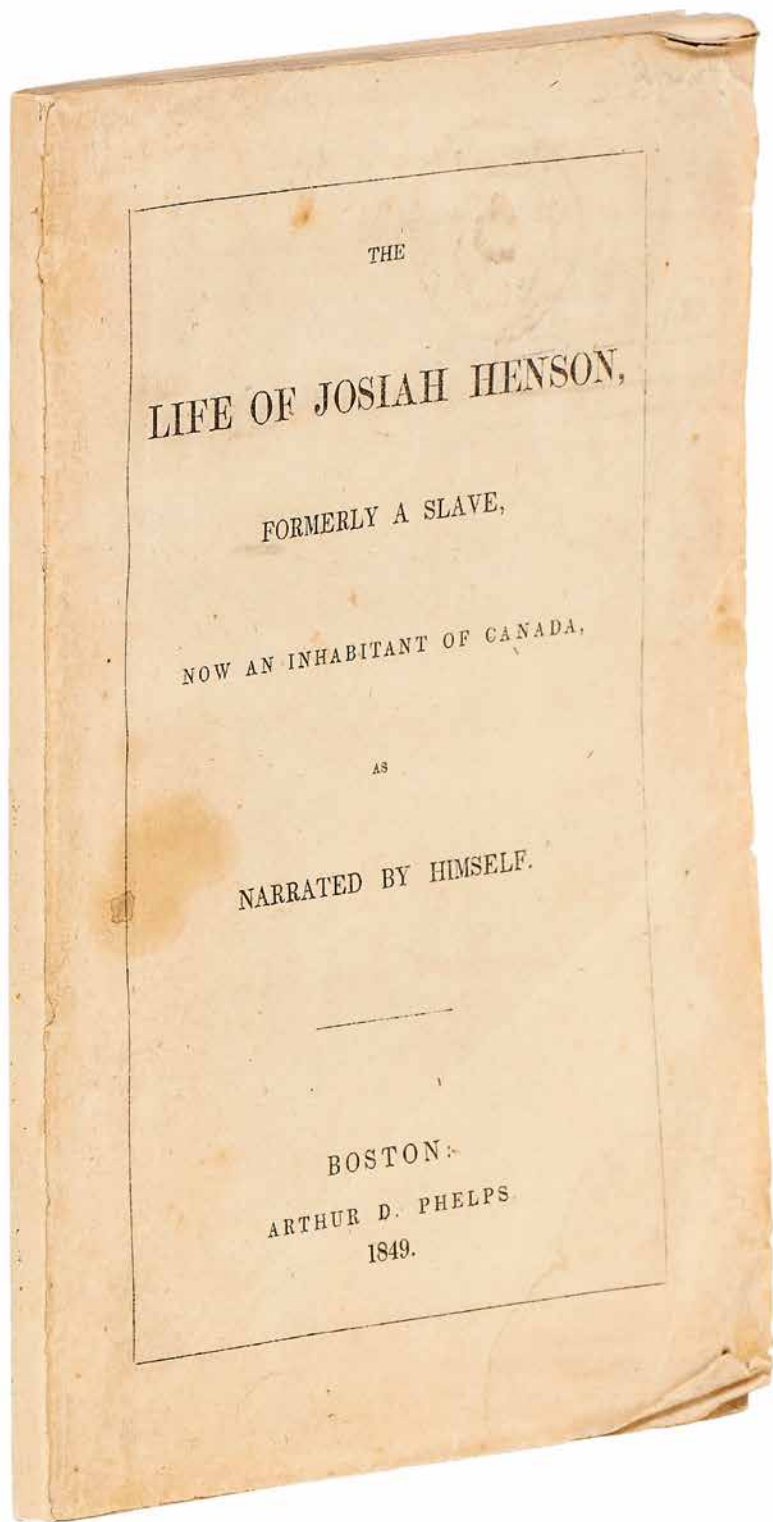 THE
LIFE OF JOSIAH HENSON,
FORMERLY A SLAVE,
NOW AN INHABITANT OF CANADA,
AS
NARRATED BY HIMSELF.
BOSTON:
ARTHUR D. PHELPS
1849.